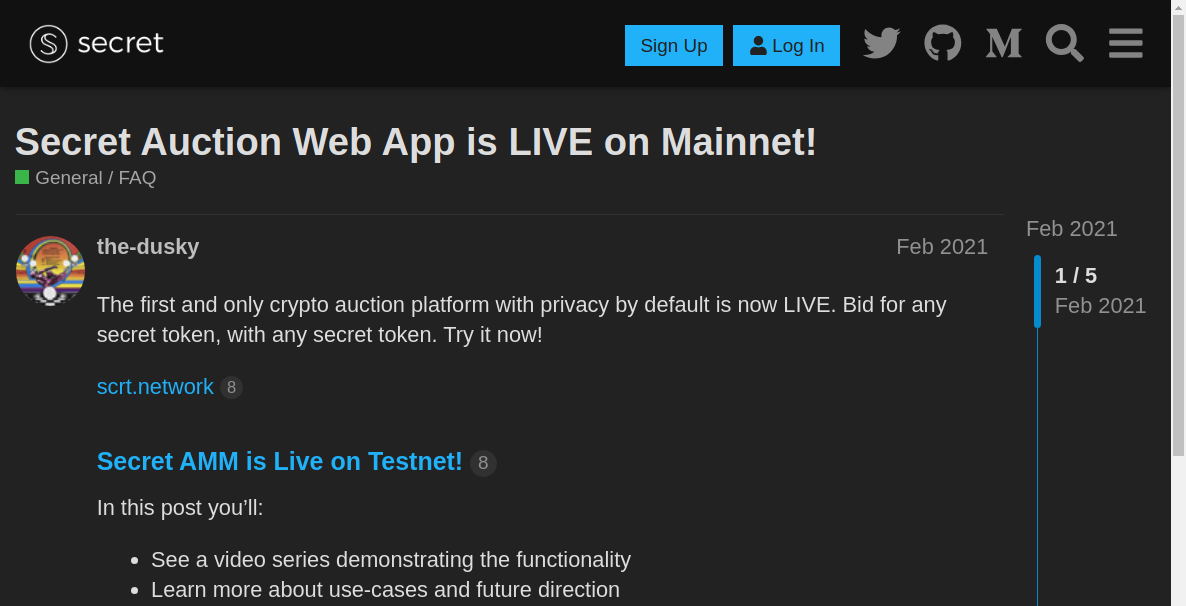 secret
Sign Up
Log In
Secret Auction Web App is LIVE on Mainnet!
General / FAQ
the-dusky
Feb 2021
The first and only crypto auction platform with privacy by default is now LIVE. Bid for any
secret token, with any secret token. Try it now!
scrt.network 8
Secret AMM is Live on Testnet! 8
In this post you’ll:
See a video series demonstrating the functionality
Learn more about use-cases and future direction
Feb 2021
1 / 5
Feb 2021